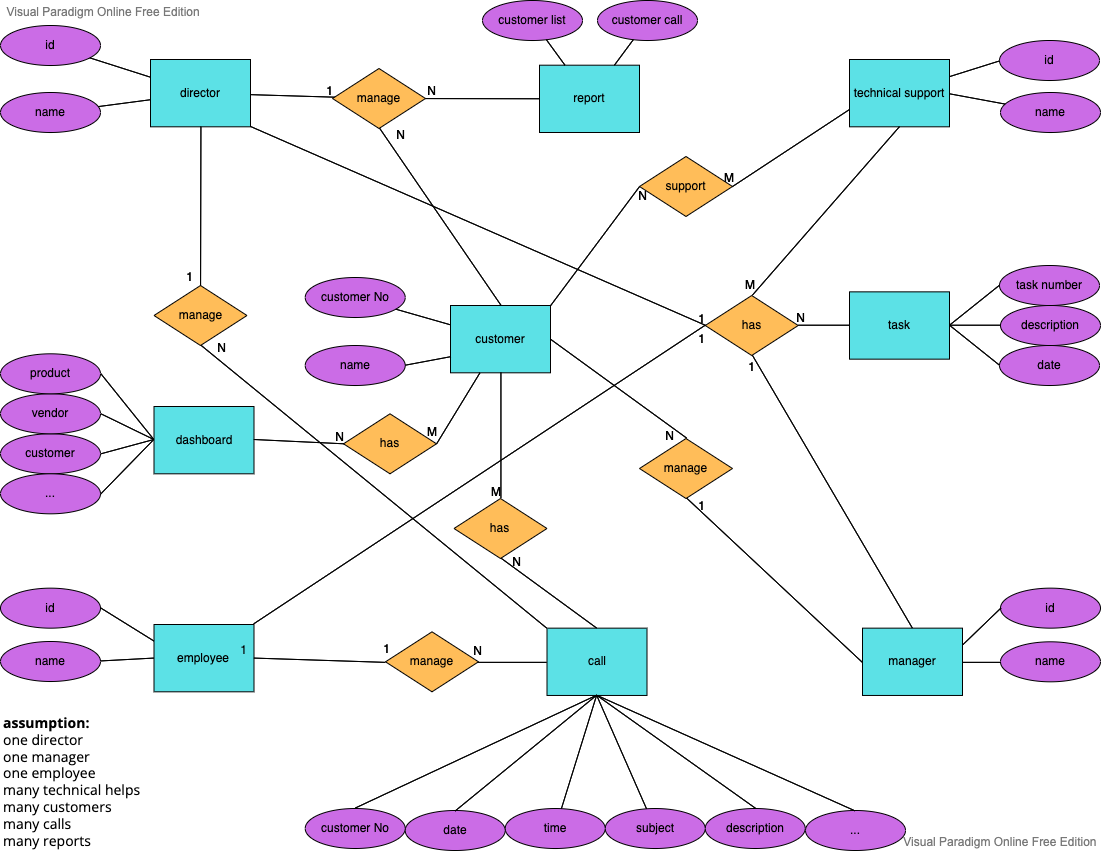 Visual Paradigm Online Free Edition
customer list
customer call
id
id
director
1
manage
N
report
technical support
name
name
N
support
M
N
1
M
customer No
task number
manage
customer
1
has
N
task
description
1
N
name
1
date
product
vendor
dashboard
N
has
M
N
customer
manage
...
M
1
has
N
id
id
employee
1
1
manage
N
call
manager
name
name
assumption:
one director
one manager
one employee
many technical helps
many customers
many calls
many reports
customer No
date
time
subject
description
...
Visual Paradigm Online Free Edition